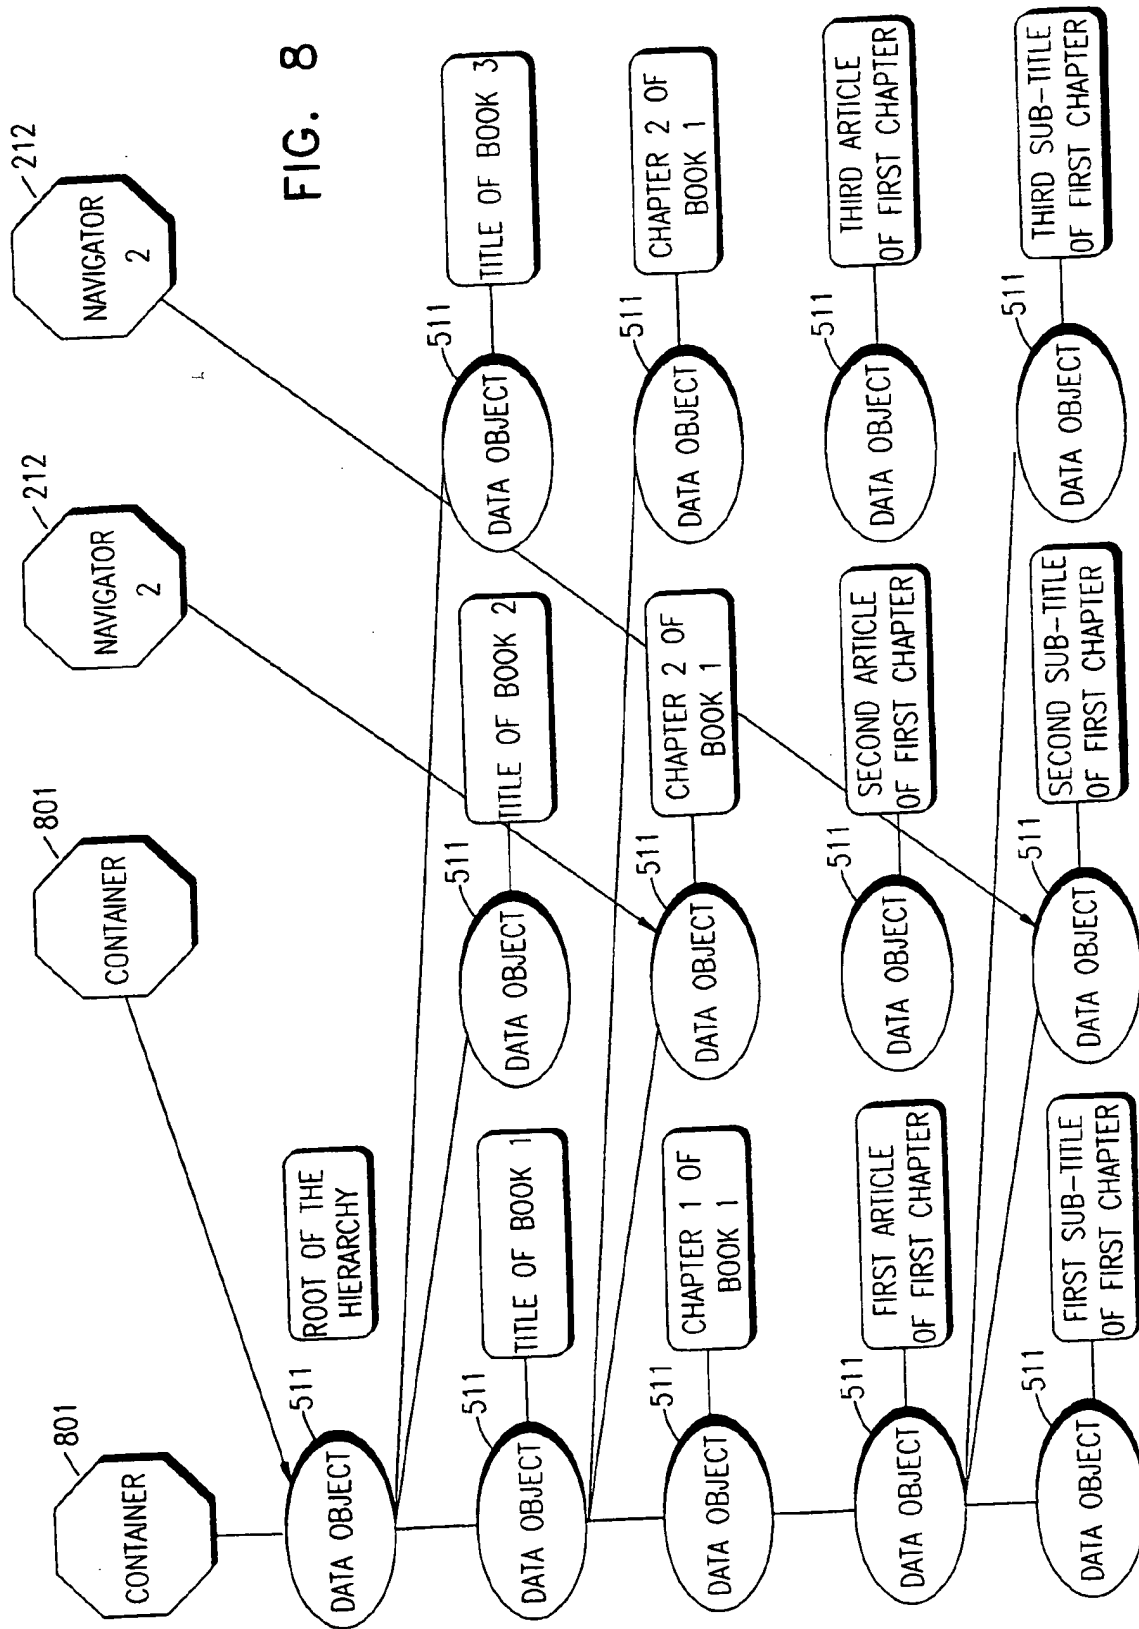 FIG. 8
801
CONTAINER
801
CONTAINER
212
NAVIGATOR
2
212
NAVIGATOR
2
511
DATA OBJECT
ROOT OF THE
HIERARCHY
511
DATA OBJECT
TITLE OF BOOK 1
511
DATA OBJECT
TITLE OF BOOK 2
511
DATA OBJECT
TITLE OF BOOK 3
511
DATA OBJECT
CHAPTER 1 OF
BOOK 1
511
DATA OBJECT
CHAPTER 2 OF
BOOK 1
511
DATA OBJECT
CHAPTER 2 OF
BOOK 1
511
DATA OBJECT
FIRST ARTICLE
OF FIRST CHAPTER
511
DATA OBJECT
SECOND ARTICLE
OF FIRST CHAPTER
511
DATA OBJECT
THIRD ARTICLE
OF FIRST CHAPTER
511
DATA OBJECT
FIRST SUB-TITLE
OF FIRST CHAPTER
511
DATA OBJECT
SECOND SUB-TITLE
OF FIRST CHAPTER
511
DATA OBJECT
THIRD SUB-TITLE
OF FIRST CHAPTER